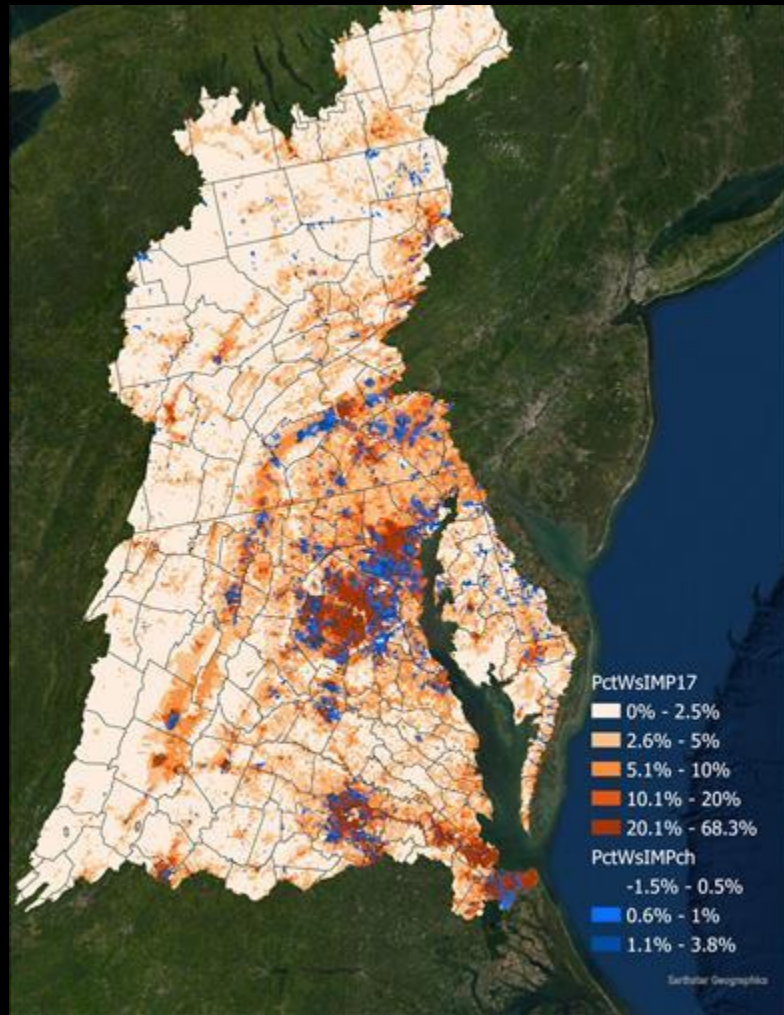 PctWsIMP17
0% - 2.5%
2.6% - 5%
5.1% - 10%
10.1% - 20%
20.1% - 68.3%
PctWsIMPch
-1.5% - 0.5%
0.6% - 1%
1.1% - 3.8%
Earthstar Geographics